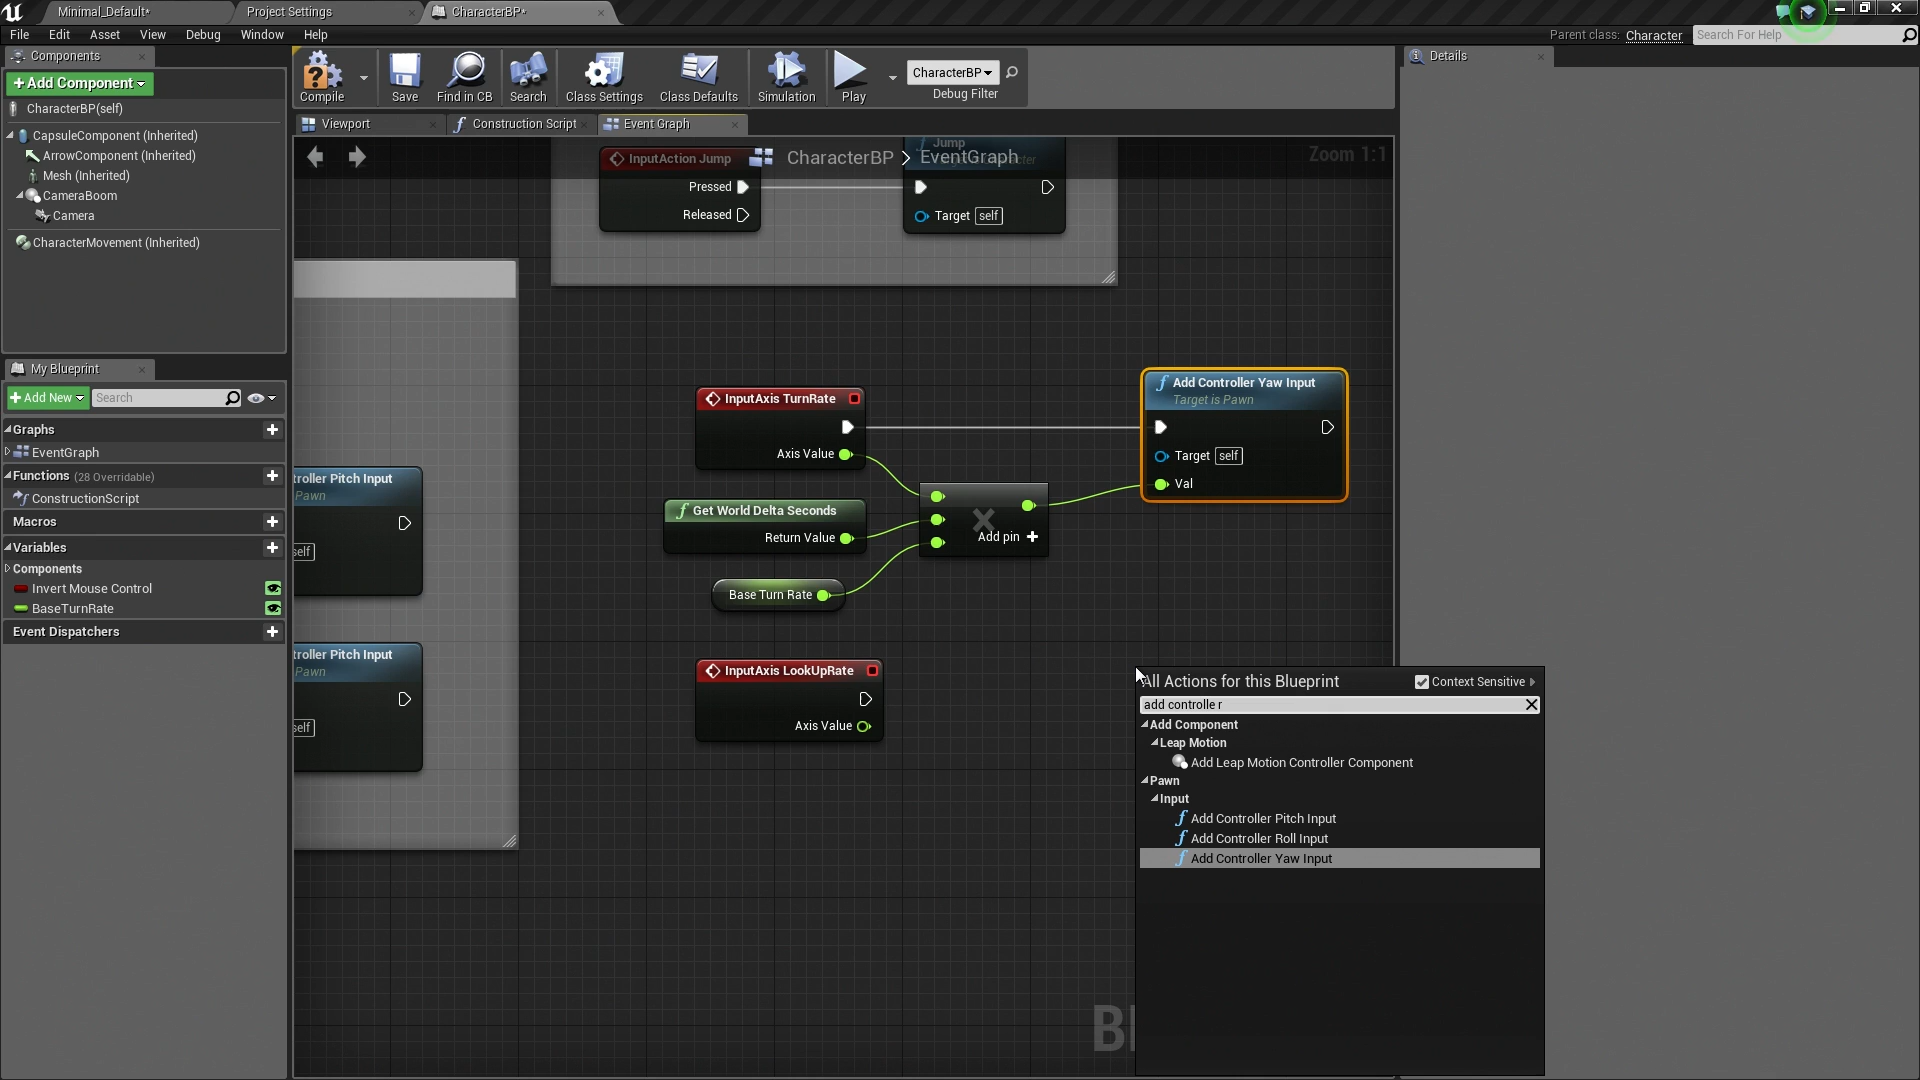 Minimal_Default*
Project Settings
CharacterBP*
File Edit Asset View Debug Window Help
Parent class: Character
Search For Help
Components
+ Add Component
CharacterBP(self)
CapsuleComponent (Inherited)
ArrowComponent (Inherited)
Mesh (Inherited)
CameraBoom
Camera
CharacterMovement (Inherited)
My Blueprint
+ Add New
Search
Graphs
EventGraph
Functions (28 Overridable)
ConstructionScript
Macros
Variables
Components
Invert Mouse Control
BaseTurnRate
Event Dispatchers
Compile
Save
Find in CB
Search
Class Settings
Class Defaults
Simulation
Play
CharacterBP
Debug Filter
Viewport
Construction Script
Event Graph
CharacterBP > EventGraph
Zoom 1:1
InputAction Jump
Pressed
Released
Jump
Target self
troller Pitch Input
Pawn
self
troller Pitch Input
Pawn
self
InputAxis TurnRate
Axis Value
Get World Delta Seconds
Return Value
Base Turn Rate
Add pin +
Add Controller Yaw Input
Target is Pawn
Target self
Val
InputAxis LookUpRate
Axis Value
All Actions for this Blueprint
Context Sensitive
add controlle r
Add Component
Leap Motion
Add Leap Motion Controller Component
Pawn
Input
Add Controller Pitch Input
Add Controller Roll Input
Add Controller Yaw Input
Details